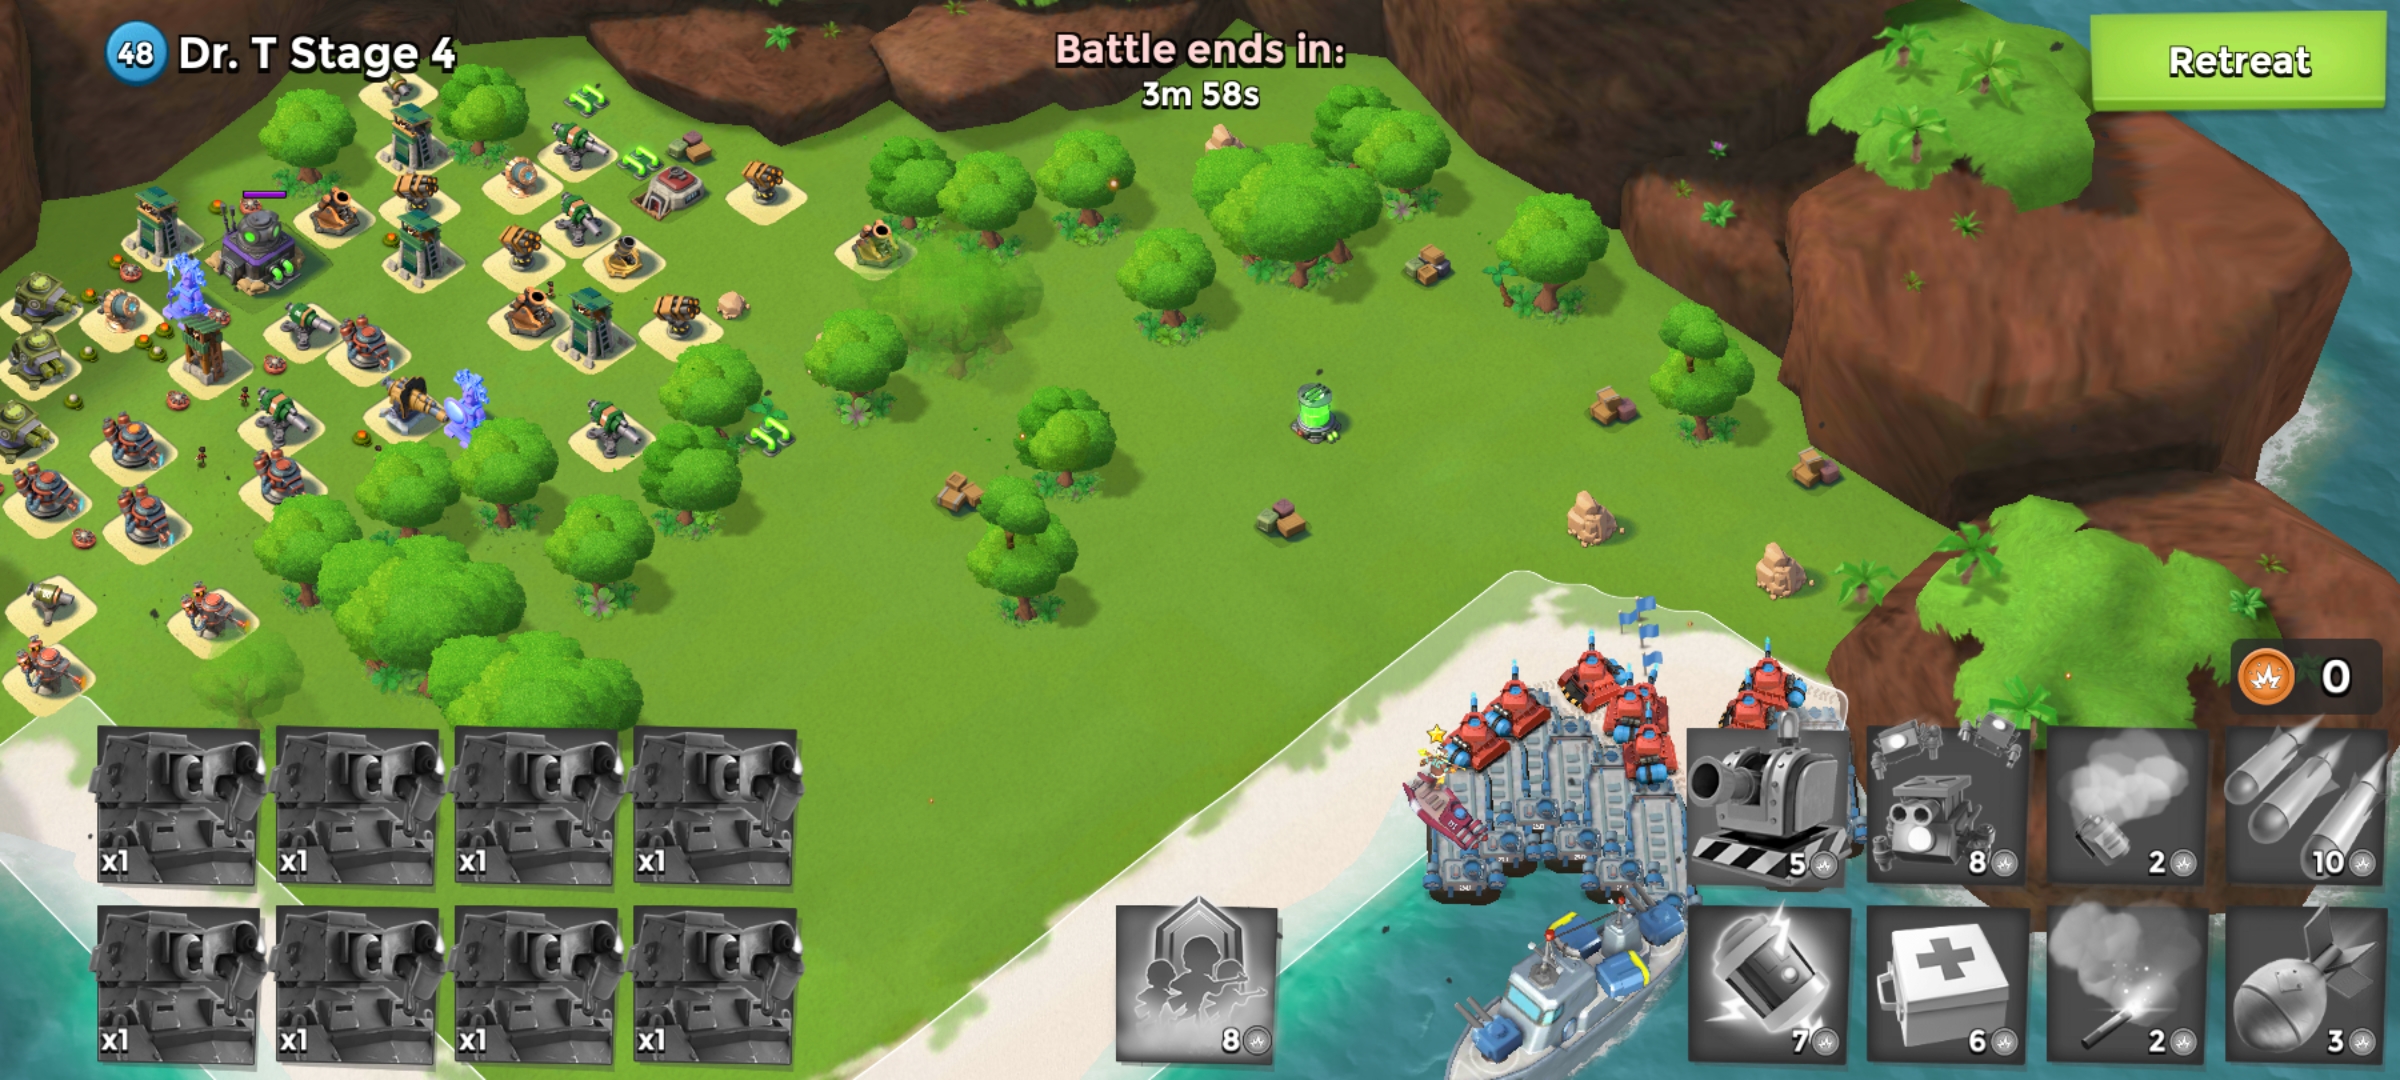 48 Dr. T Stage 4
Battle ends in:
3m 58s
Retreat
0
x1 x1 x1 x1
5 8 2 10
x1 x1 x1 x1
8
7 6 2 3